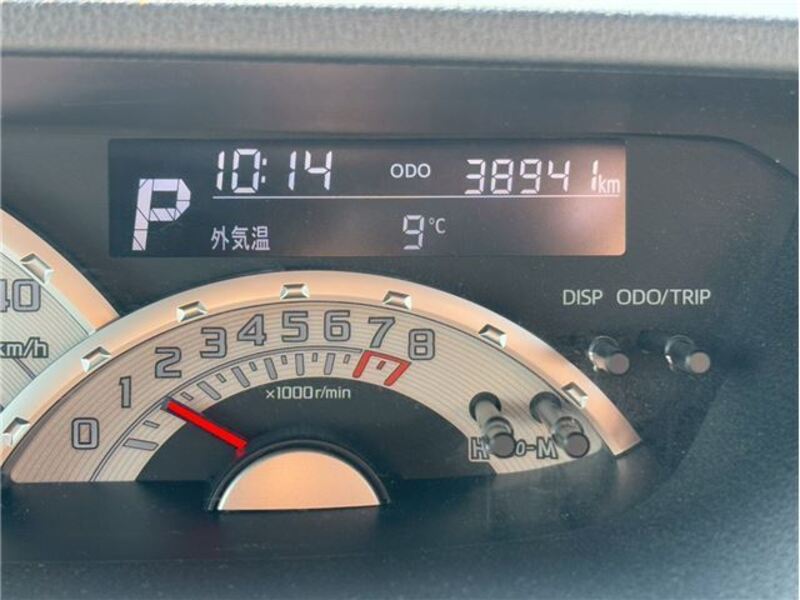 P
10:14 ODO 38941km
外気温 9℃
DISP ODO/TRIP
40
km/h
0 1 2 3 4 5 6 7 8
×1000r/min